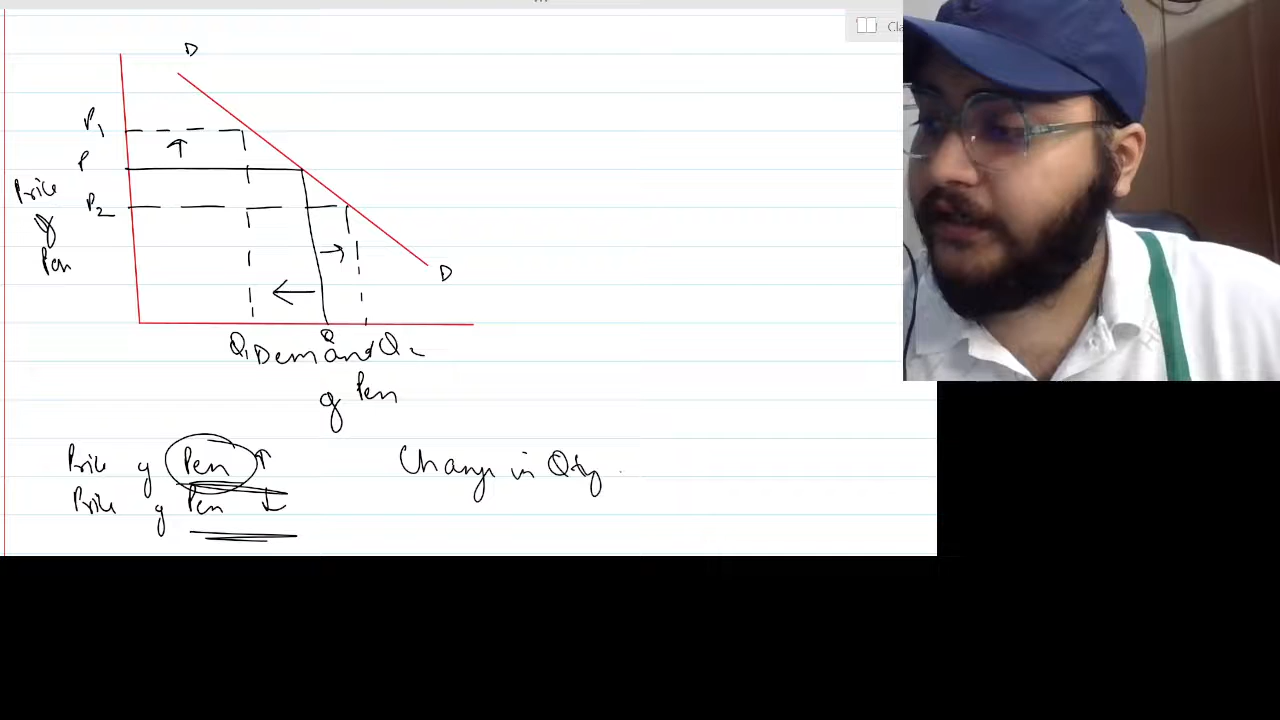 D
P1
P
Price
P2
of
Pen
D
Q1 Q Q2
Demand
of Pen
Price of Pen ↑
Change in Qty.
Price of Pen ↓